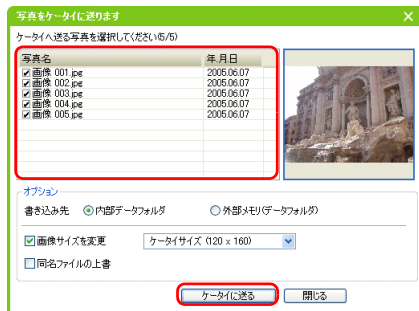 写真をケータイに送ります
ケータイへ送る写真を選択してください(5/5)
写真名 年月日
画像 001.jpg 2005.06.07
画像 002.jpg 2005.06.07
画像 003.jpg 2005.06.07
画像 004.jpg 2005.06.07
画像 005.jpg 2005.06.07
オプション
書き込み先 内部データフォルダ 外部メモリ(データフォルダ)
画像サイズを変更 ケータイサイズ (120 x 160)
同名ファイルの上書
ケータイに送る 閉じる